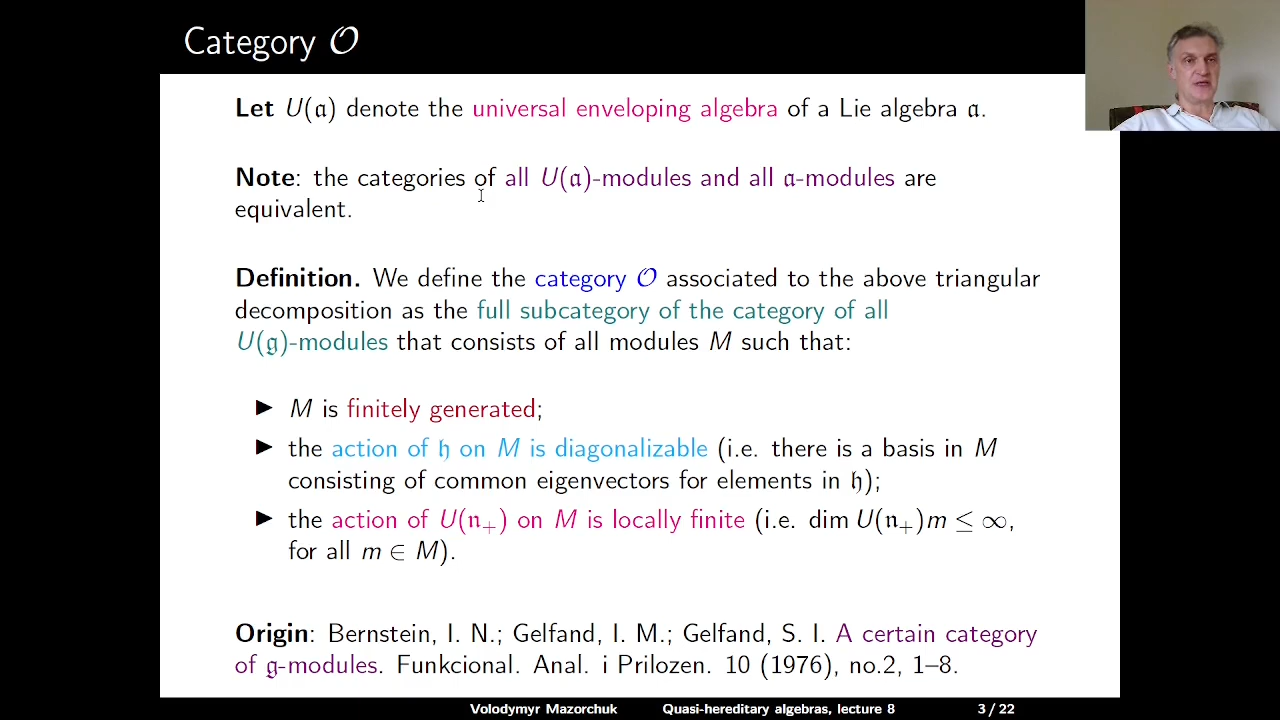 Category 𝒪
Let U(𝔞) denote the universal enveloping algebra of a Lie algebra 𝔞.
Note: the categories of all U(𝔞)-modules and all 𝔞-modules are
equivalent.
Definition. We define the category 𝒪 associated to the above triangular
decomposition as the full subcategory of the category of all
U(𝔤)-modules that consists of all modules M such that:
▶ M is finitely generated;
▶ the action of 𝔥 on M is diagonalizable (i.e. there is a basis in M
consisting of common eigenvectors for elements in 𝔥);
▶ the action of U(𝔫₊) on M is locally finite (i.e. dim U(𝔫₊)m ≤ ∞,
for all m ∈ M).
Origin: Bernstein, I. N.; Gelfand, I. M.; Gelfand, S. I. A certain category
of 𝔤-modules. Funkcional. Anal. i Prilozen. 10 (1976), no.2, 1–8.
Volodymyr Mazorchuk Quasi-hereditary algebras, lecture 8 3 / 22